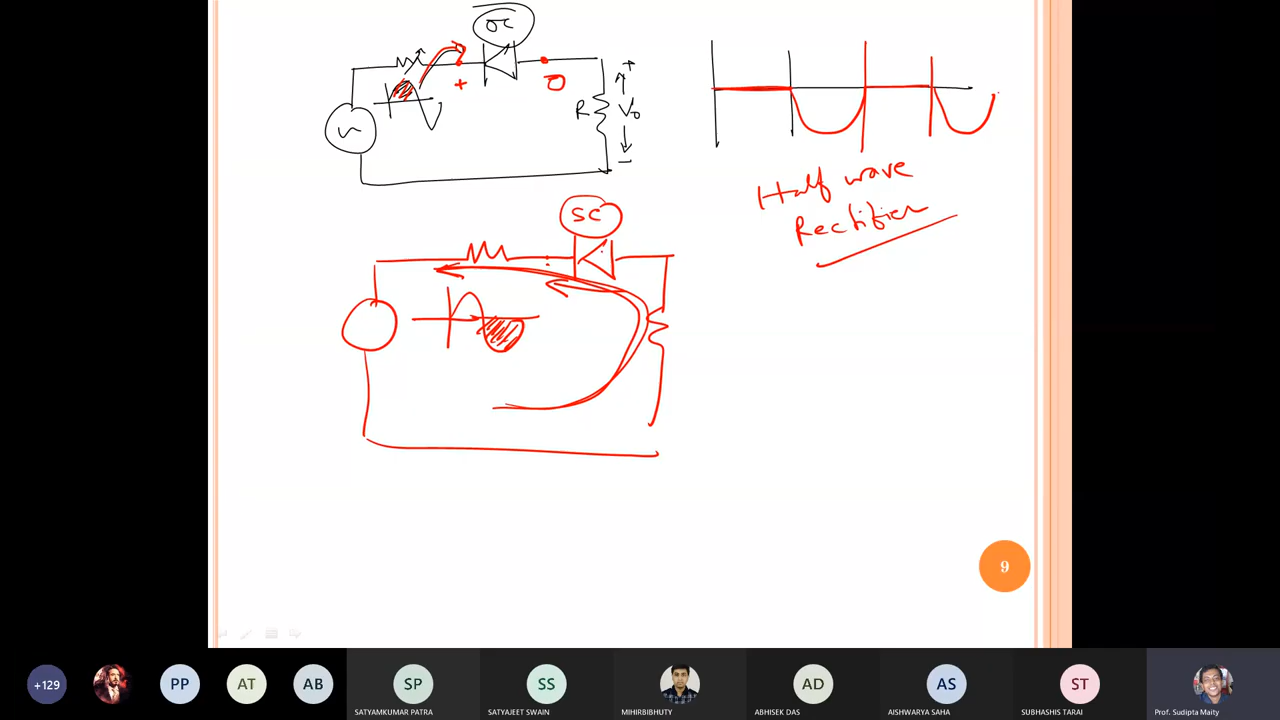 OC
+
0
R
+
Vo
-
Half wave
Rectifier
SC
9
+129
PP
AT
AB
SP
SATYAMKUMAR PATRA
SS
SATYAJEET SWAIN
MIHIRBIBHUTY
AD
ABHISEK DAS
AS
AISHWARYA SAHA
ST
SUBHASHIS TARAI
Prof. Sudipta Maity